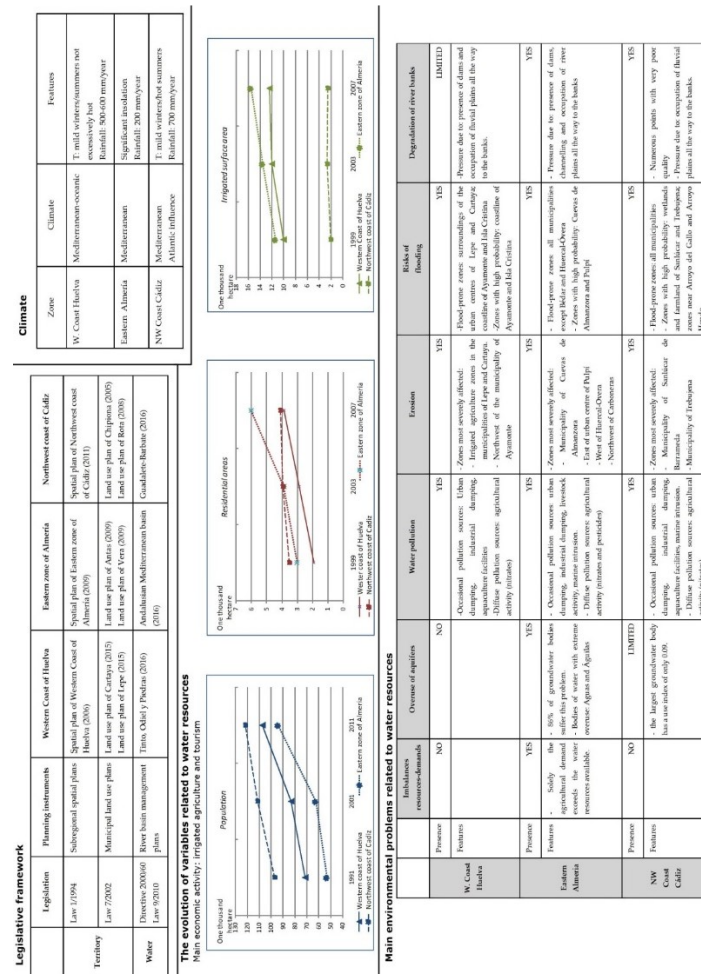 Legislative framework
Legislation
Planning instruments
Western Coast of Huelva
Eastern zone of Almería
Northwest coast of Cádiz
Territory
Law 1/1994
Subregional spatial plans
Spatial plan of Western Coast of
Huelva (2006)
Spatial plan of Eastern zone of
Almería (2009)
Spatial plan of Northwest coast
of Cádiz (2011)
Law 7/2002
Municipal land use plans
Land use plan of Cartaya (2015)
Land use plan of Lepe (2015)
Land use plan of Antas (2009)
Land use plan of Vera (2009)
Land use plan of Chipiona (2005)
Land use plan of Rota (2008)
Water
Directive 2000/60
Law 9/2010
River basin management
plans
Tinto, Odiel y Piedras (2016)
Andalusian Mediterranean basin
(2016)
Guadalete-Barbate (2016)
Climate
Zone
Climate
Features
W. Coast Huelva
Mediterranean-oceanic
T: mild winters/summers not
excessively hot
Rainfall: 500-600 mm/year
Eastern Almería
Mediterranean
Significant insolation
Rainfall: 200 mm/year
NW Coast Cádiz
Mediterranean
Atlantic influence
T: mild winters/hot summers
Rainfall: 700 mm/year
The evolution of variables related to water resources
Main economic activity: irrigated agriculture and tourism
Population
One thousand
130
120
110
100
90
80
70
60
50
40
1991
2001
2011
Western coast of Huelva
Eastern zone of Almería
Northwest coast of Cadiz
Residential areas
One thousand
hectare
7
6
5
4
3
2
1
0
1999
2003
2007
Wester coast of Huelva
Eastern zone of Almería
Northwest coast of Cadiz
Irrigated surface area
One thousand
hectare
18
16
14
12
10
8
6
4
2
0
1999
2003
2007
Western Coast of Huelva
Eastern zone of Almeria
Northwest coast of Cádiz
Main environmental problems related to water resources
Imbalances
resources-demands
Overuse of aquifers
Water pollution
Erosion
Risks of
flooding
Degradation of river banks
W. Coast
Huelva
Presence
NO
NO
YES
YES
YES
LIMITED
Features
-Occasional pollution sources: Urban
dumping, industrial dumping,
aquaculture facilities
-Diffuse pollution sources: agricultural
activity (nitrates)
- Zones most severely affected:
- Irrigated agriculture zones in the
municipalities of Lepe and Cartaya.
- Northwest of the municipality of
Ayamonte
-Flood-prone zones: surroundings of the
urban centres of Lepe and Cartaya;
coastline of Ayamonte and Isla Cristina
-Zones with high probability: coastline of
Ayamonte and Isla Cristina
-Pressure due to: presence of dams and
occupation of fluvial plains all the way
to the banks.
Eastern
Almería
Presence
YES
YES
YES
YES
YES
YES
Features
- Solely the
agricultural demand
exceeds the water
resources available.
- 86% of groundwater bodies
suffer this problem.
- Bodies of water with extreme
overuse: Aguas and Águilas
- Occasional pollution sources: urban
dumping, industrial dumping, livestock
activity, marine intrusion.
- Diffuse pollution sources: agricultural
activity (nitrates and pesticides)
- Zones most severely affected:
- Municipality of Cuevas de
Almanzora
- East of urban centre of Pulpí
- West of Huercal-Overa
- Northwest of Carboneras
- Flood-prone zones: all municipalities
except Bédar and Huercal-Overa
- Zones with high probability: Cuevas de
Almanzora and Pulpí
- Pressure due to: presence of dams,
channelling and occupation of river
plains all the way to the banks
NW
Coast
Cádiz
Presence
NO
LIMITED
YES
YES
YES
YES
Features
- the largest groundwater body
has a use index of only 0.09.
- Occasional pollution sources: urban
dumping, industrial dumping,
aquaculture facilities, marine intrusion.
- Diffuse pollution sources: agricultural
- Zones most severely affected:
- Municipality of Sanlúcar de
Barrameda
- Municipality of Trebujena
-Flood-prone zones: all municipalities
- Zones with high probability: wetlands
and farmland of Sanlúcar and Trebujena;
zones near Arroyo del Gallo and Arroyo
- Numerous points with very poor
quality
- Pressure due to: occupation of fluvial
plains all the way to the banks.